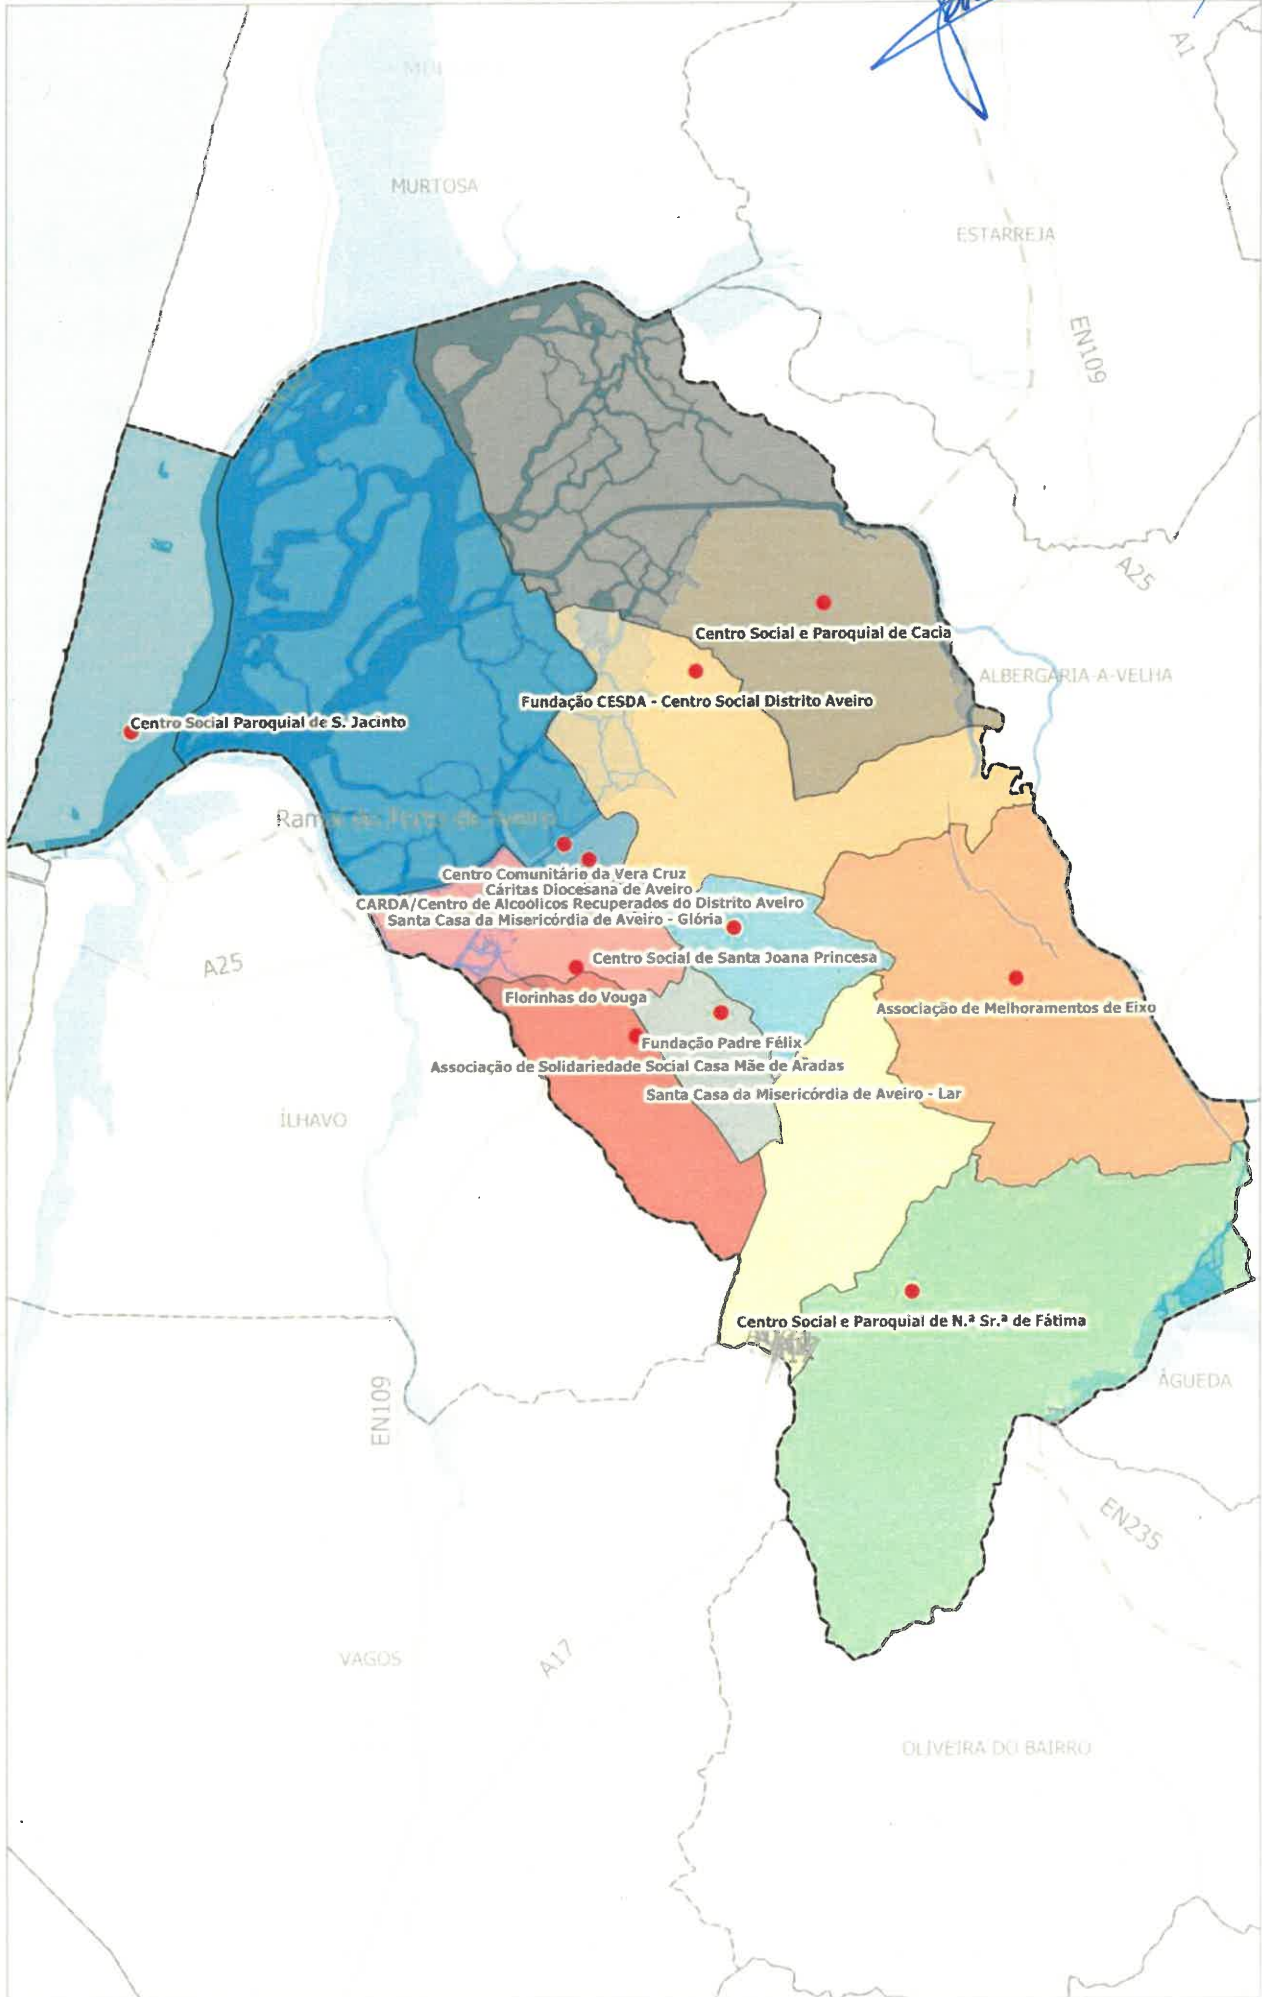 A1
MURTOSA
ESTARREJA
EN109
A25
Centro Social e Paroquial de Cacia
ALBERGARIA-A-VELHA
Fundação CESDA - Centro Social Distrito Aveiro
Centro Social Paroquial de S. Jacinto
Ramal do Porto de Aveiro
Centro Comunitário da Vera Cruz
Cáritas Diocesana de Aveiro
CARDA/Centro de Alcoólicos Recuperados do Distrito Aveiro
Santa Casa da Misericórdia de Aveiro - Glória
Centro Social de Santa Joana Princesa
A25
Florinhas do Vouga
Associação de Melhoramentos de Eixo
Fundação Padre Félix
Associação de Solidariedade Social Casa Mãe de Aradas
Santa Casa da Misericórdia de Aveiro - Lar
ÍLHAVO
Centro Social e Paroquial de N.ª Sr.ª de Fátima
ÁGUEDA
EN109
EN235
VAGOS
A17
OLIVEIRA DO BAIRRO